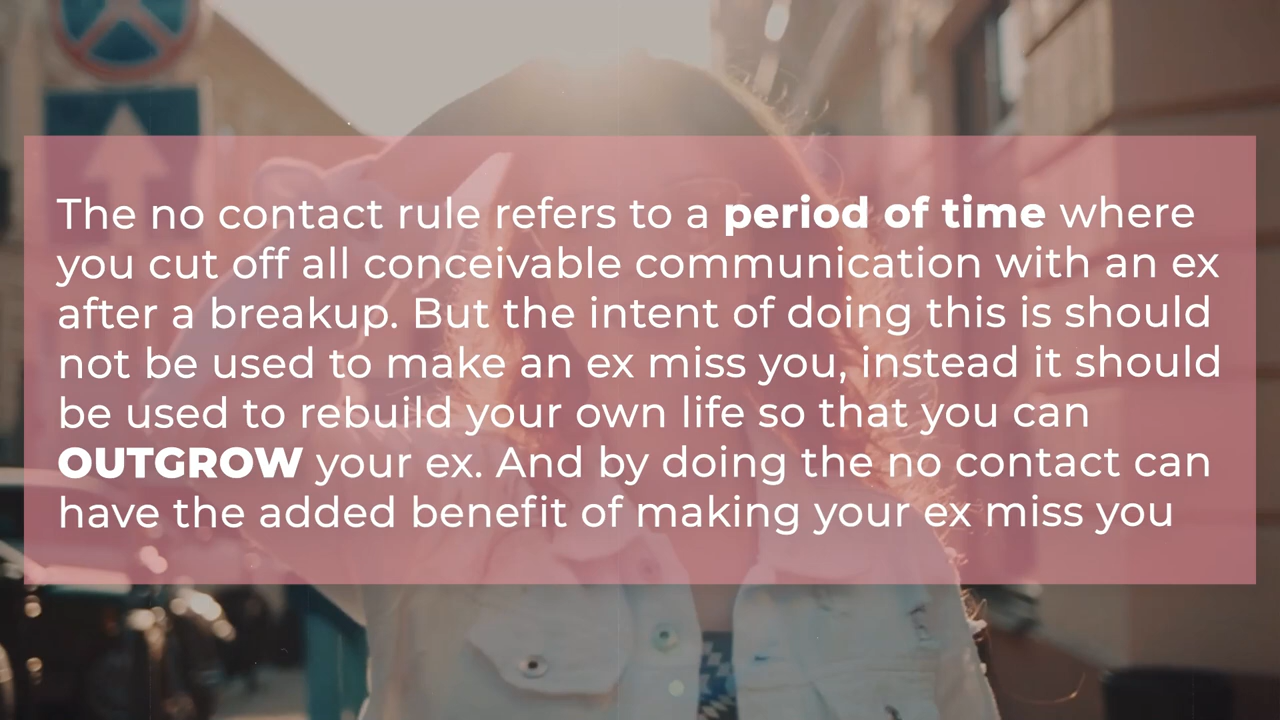 The no contact rule refers to a period of time where
you cut off all conceivable communication with an ex
after a breakup. But the intent of doing this is should
not be used to make an ex miss you, instead it should
be used to rebuild your own life so that you can
OUTGROW your ex. And by doing the no contact can
have the added benefit of making your ex miss you